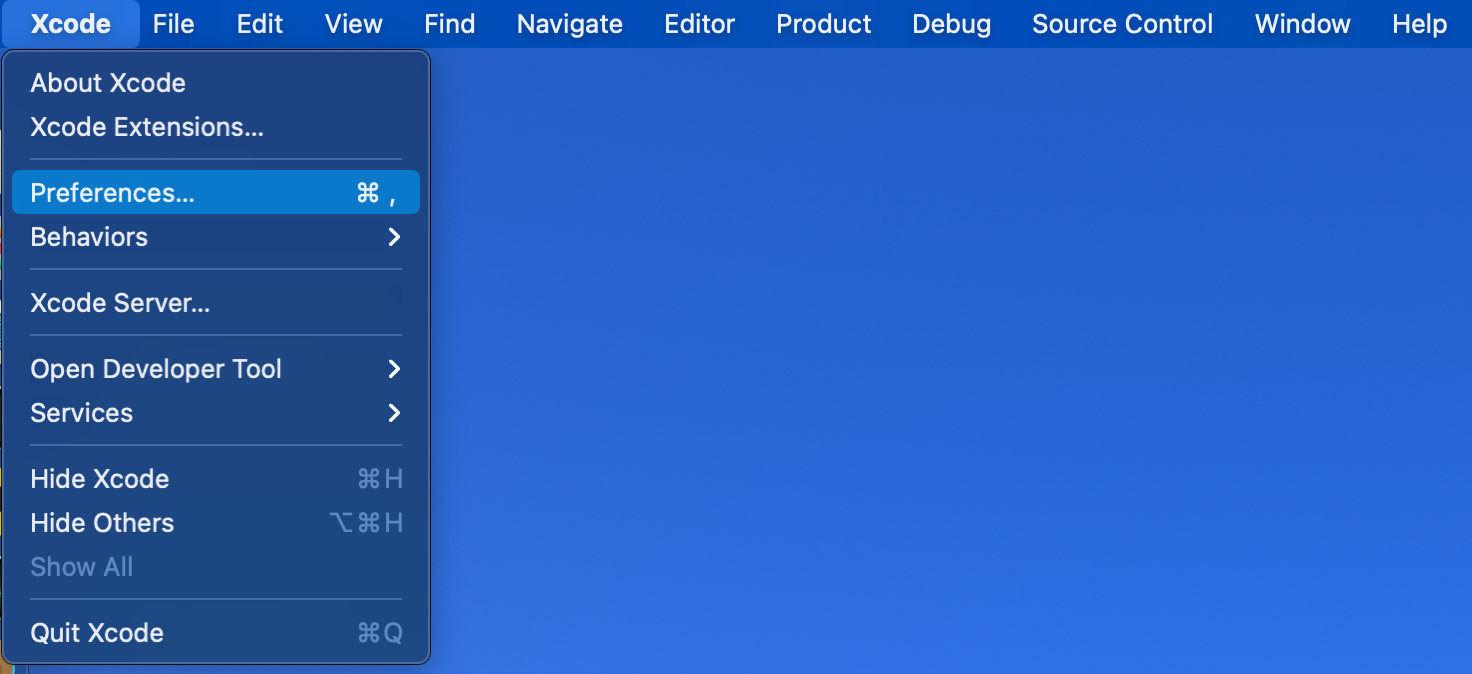 Xcode File Edit View Find Navigate Editor Product Debug Source Control Window Help
About Xcode
Xcode Extensions...
Preferences... ⌘ ,
Behaviors
Xcode Server...
Open Developer Tool
Services
Hide Xcode ⌘H
Hide Others ⌥⌘H
Show All
Quit Xcode ⌘Q